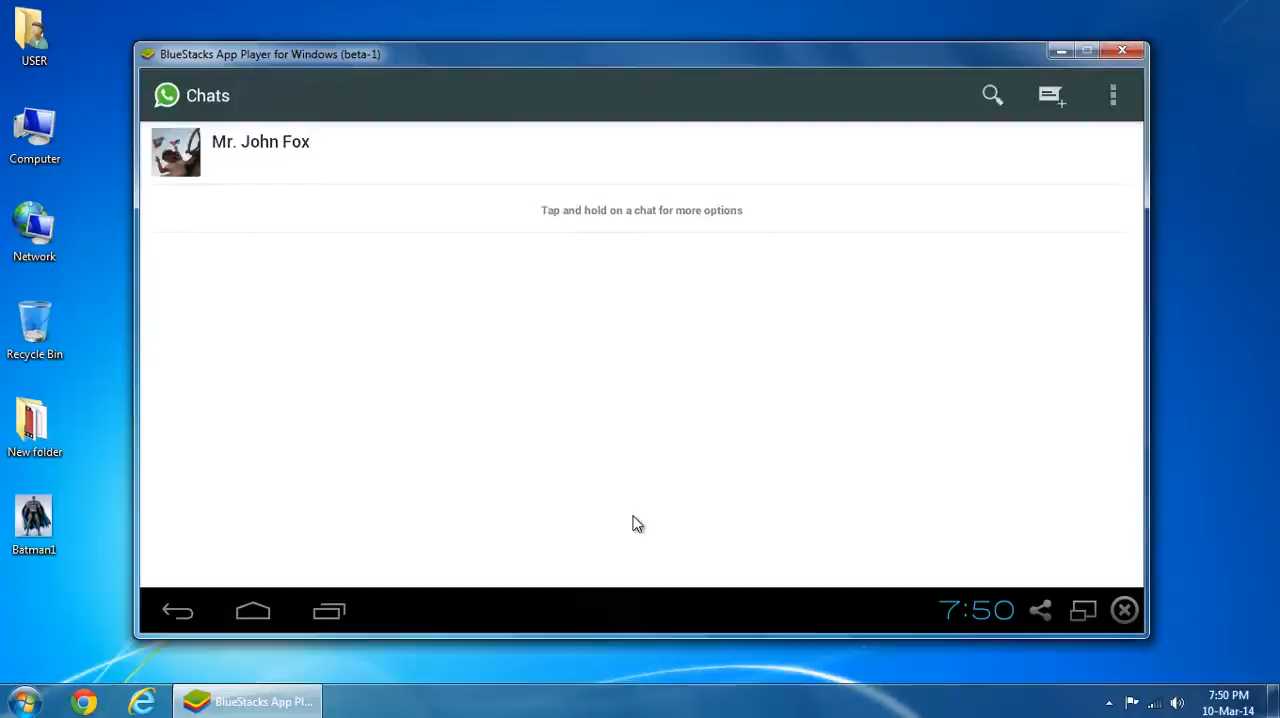 USER
Computer
Network
Recycle Bin
New folder
Batman1
BlueStacks App Player for Windows (beta-1)
Chats
Mr. John Fox
Tap and hold on a chat for more options
7:50
BlueStacks App Pl...
7:50 PM
10-Mar-14